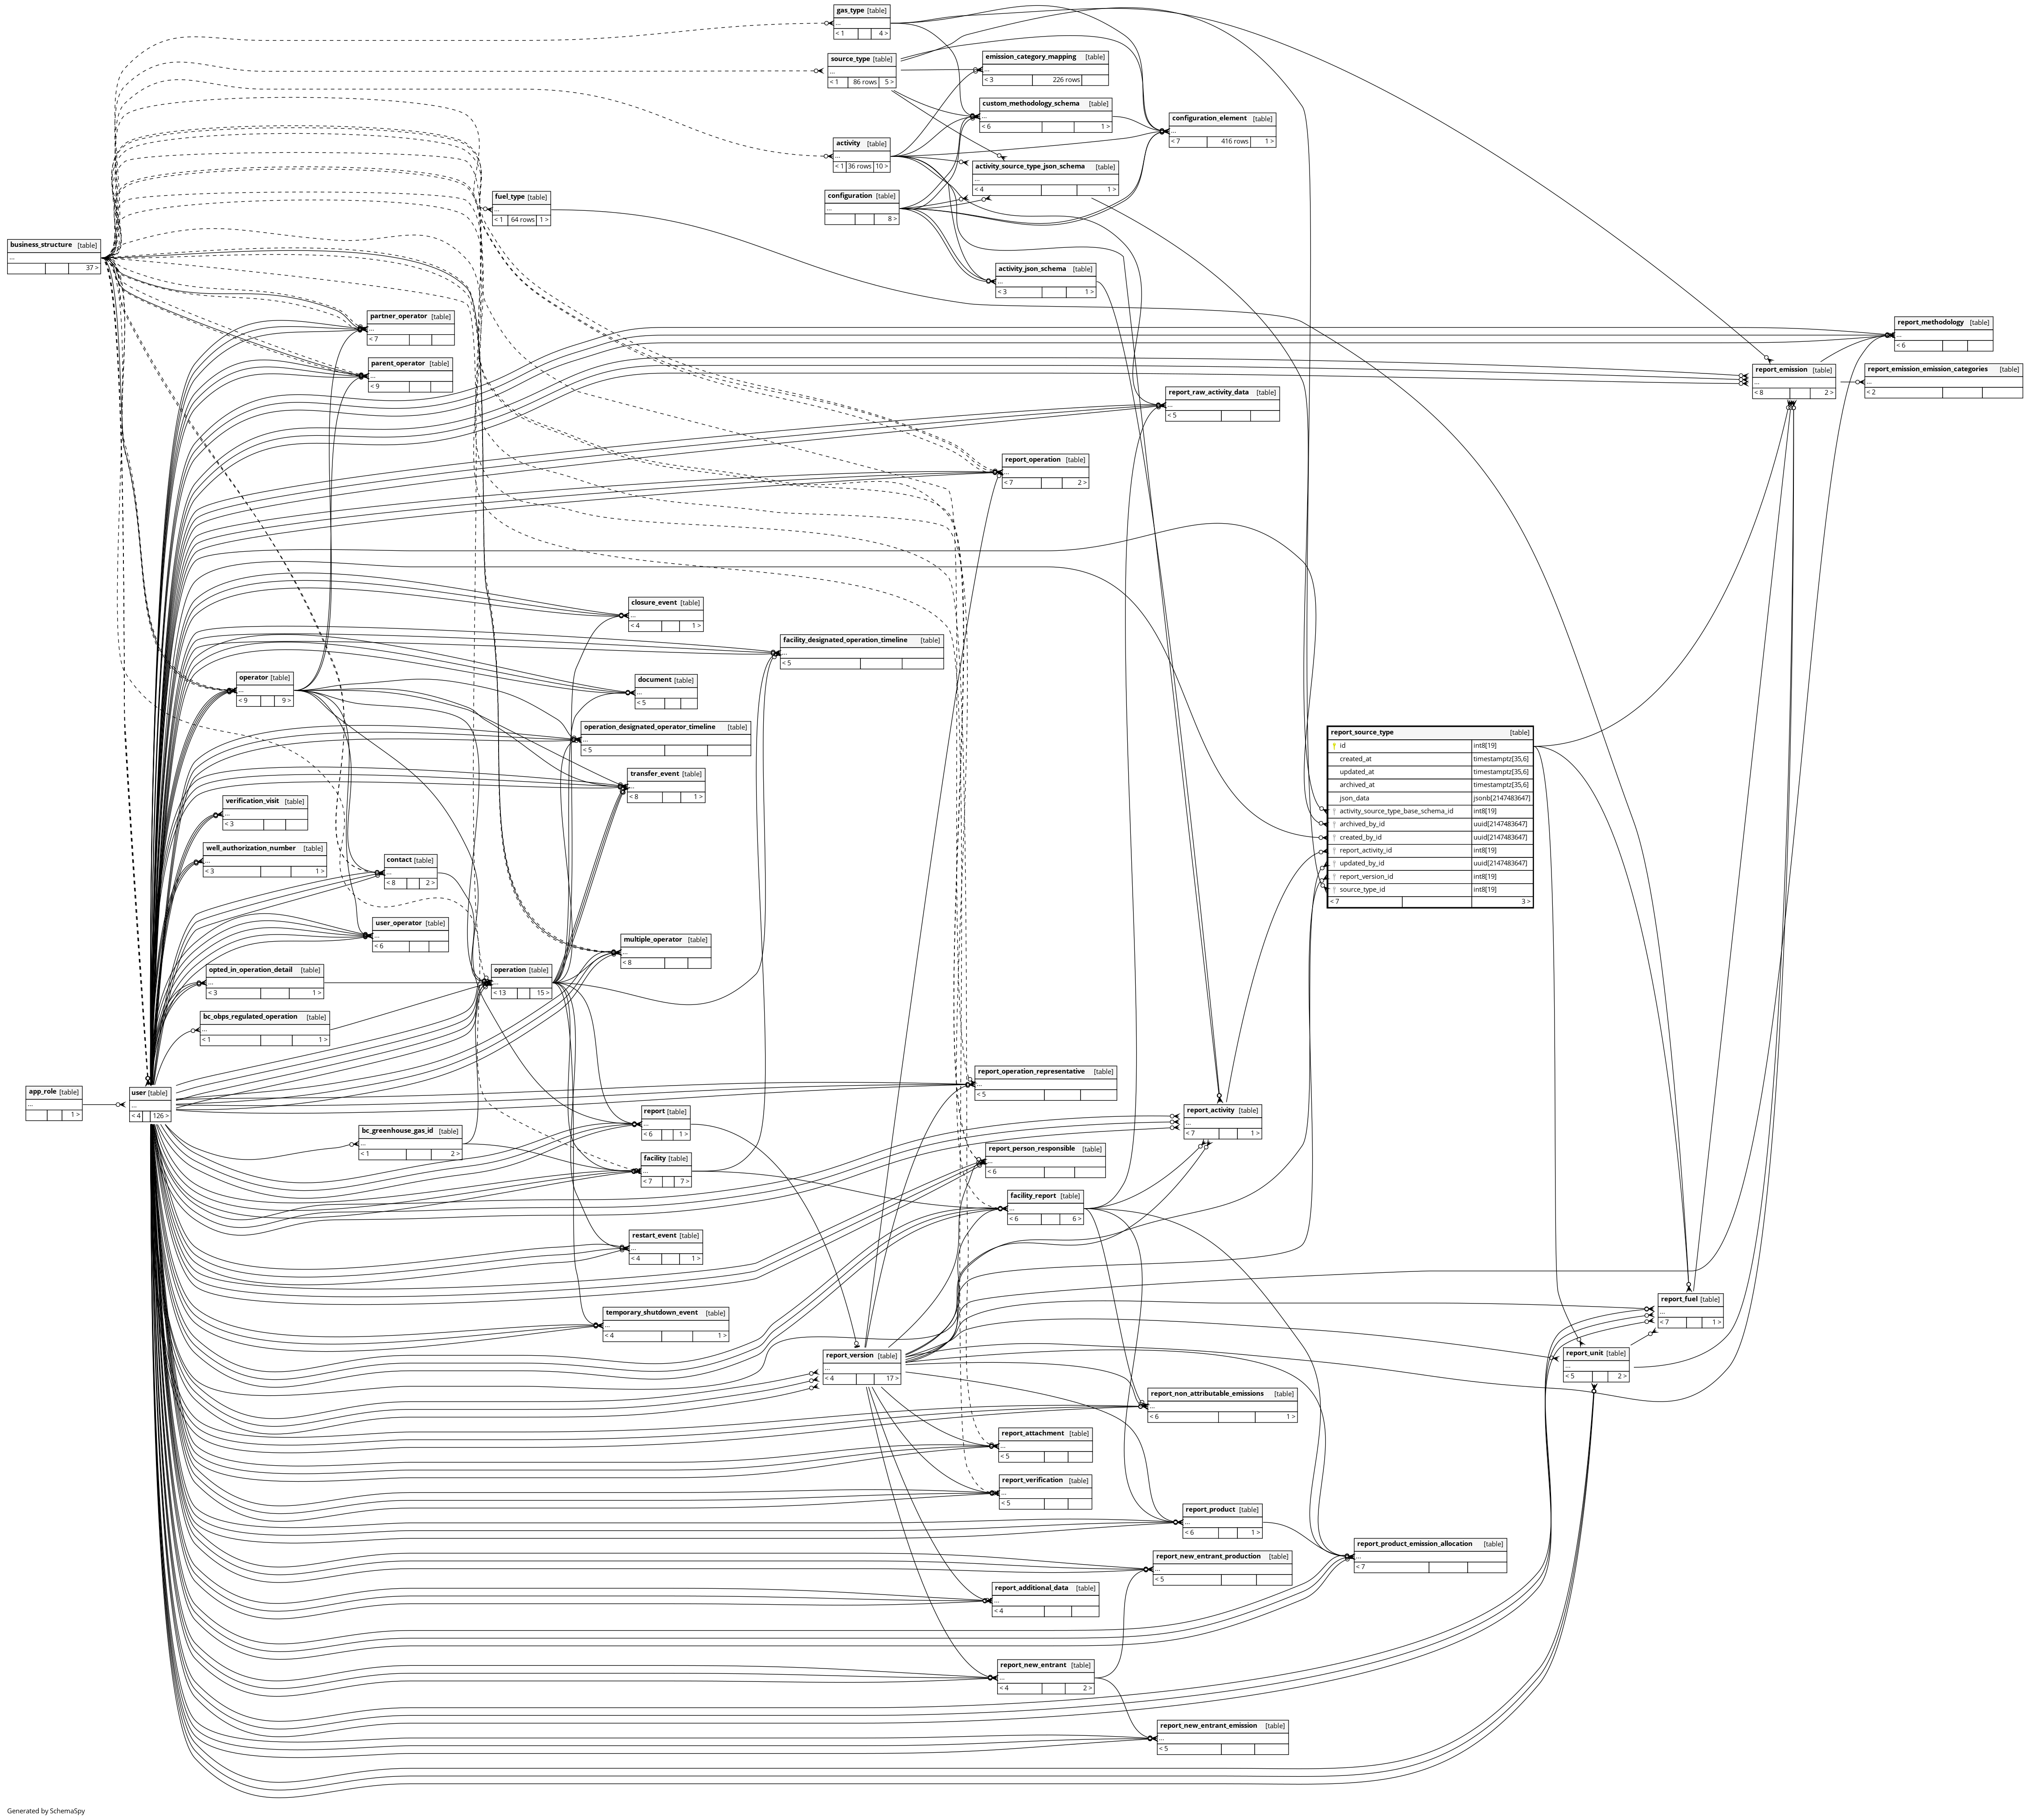 gas_type [table]
...
< 1 4 >
source_type [table]
...
< 1 86 rows 5 >
emission_category_mapping [table]
...
< 3 226 rows
custom_methodology_schema [table]
...
< 6 1 >
configuration_element [table]
...
< 7 416 rows 1 >
activity [table]
...
< 1 36 rows 10 >
activity_source_type_json_schema [table]
...
< 4 1 >
configuration [table]
...
8 >
fuel_type [table]
...
< 1 64 rows 1 >
business_structure [table]
...
37 >
activity_json_schema [table]
...
< 3 1 >
partner_operator [table]
...
< 7
parent_operator [table]
...
< 9
report_methodology [table]
...
< 6
report_emission [table]
...
< 8 2 >
report_emission_emission_categories [table]
...
< 2
report_raw_activity_data [table]
...
< 5
report_operation [table]
...
< 7 2 >
closure_event [table]
...
< 4 1 >
facility_designated_operation_timeline [table]
...
< 5
operator [table]
...
< 9 9 >
document [table]
...
< 5
operation_designated_operator_timeline [table]
...
< 5
transfer_event [table]
...
< 8 1 >
report_source_type [table]
id int8[19]
created_at timestamptz[35,6]
updated_at timestamptz[35,6]
archived_at timestamptz[35,6]
json_data jsonb[2147483647]
activity_source_type_base_schema_id int8[19]
archived_by_id uuid[2147483647]
created_by_id uuid[2147483647]
report_activity_id int8[19]
updated_by_id uuid[2147483647]
report_version_id int8[19]
source_type_id int8[19]
< 7 3 >
verification_visit [table]
...
< 3
well_authorization_number [table]
...
< 3 1 >
contact [table]
...
< 8 2 >
user_operator [table]
...
< 6
multiple_operator [table]
...
< 8
opted_in_operation_detail [table]
...
< 3 1 >
operation [table]
...
< 13 15 >
bc_obps_regulated_operation [table]
...
< 1 1 >
app_role [table]
...
1 >
user [table]
...
< 4 126 >
report_operation_representative [table]
...
< 5
report [table]
...
< 6 1 >
report_activity [table]
...
< 7 1 >
bc_greenhouse_gas_id [table]
...
< 1 2 >
facility [table]
...
< 7 7 >
report_person_responsible [table]
...
< 6
facility_report [table]
...
< 6 6 >
restart_event [table]
...
< 4 1 >
temporary_shutdown_event [table]
...
< 4 1 >
report_fuel [table]
...
< 7 1 >
report_version [table]
...
< 4 17 >
report_unit [table]
...
< 5 2 >
report_non_attributable_emissions [table]
...
< 6 1 >
report_attachment [table]
...
< 5
report_verification [table]
...
< 5
report_product [table]
...
< 6 1 >
report_product_emission_allocation [table]
...
< 7
report_new_entrant_production [table]
...
< 5
report_additional_data [table]
...
< 4
report_new_entrant [table]
...
< 4 2 >
report_new_entrant_emission [table]
...
< 5
Generated by SchemaSpy